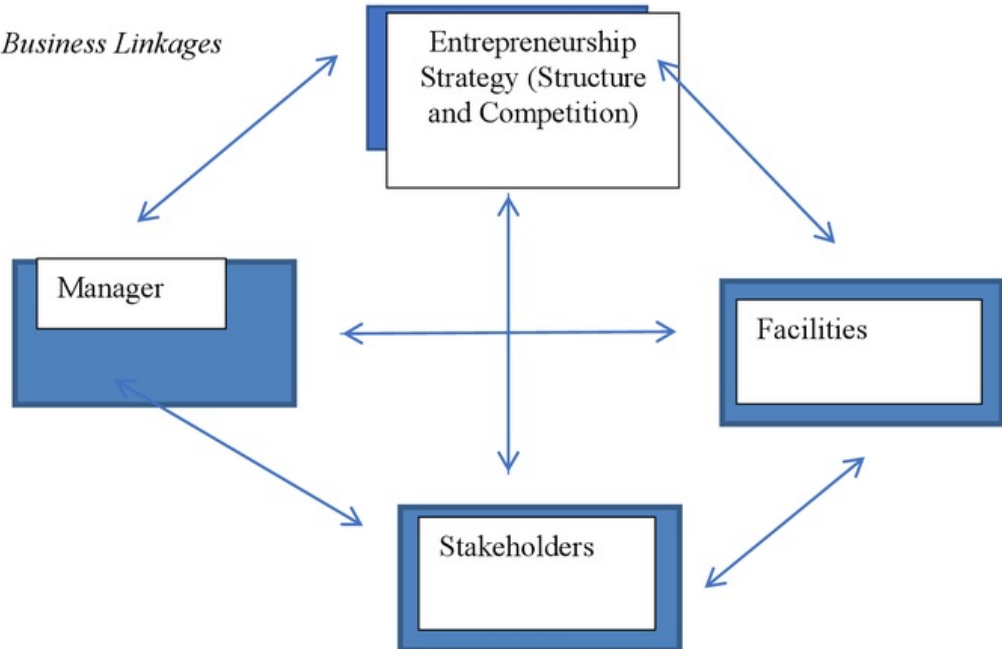 Business Linkages
Entrepreneurship
Strategy (Structure
and Competition)
Manager
Facilities
Stakeholders